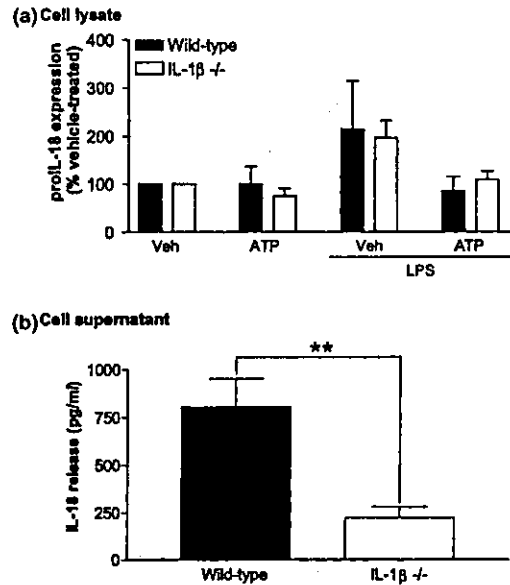 (a) Cell lysate
Wild-type
IL-1β -/-
proIL-18 expression
(% vehicle-treated)
400
300
200
100
0
Veh
ATP
Veh
ATP
LPS
(b) Cell supernatant
**
IL-18 release (pg/ml)
1000
750
500
250
0
Wild-type
IL-1β -/-